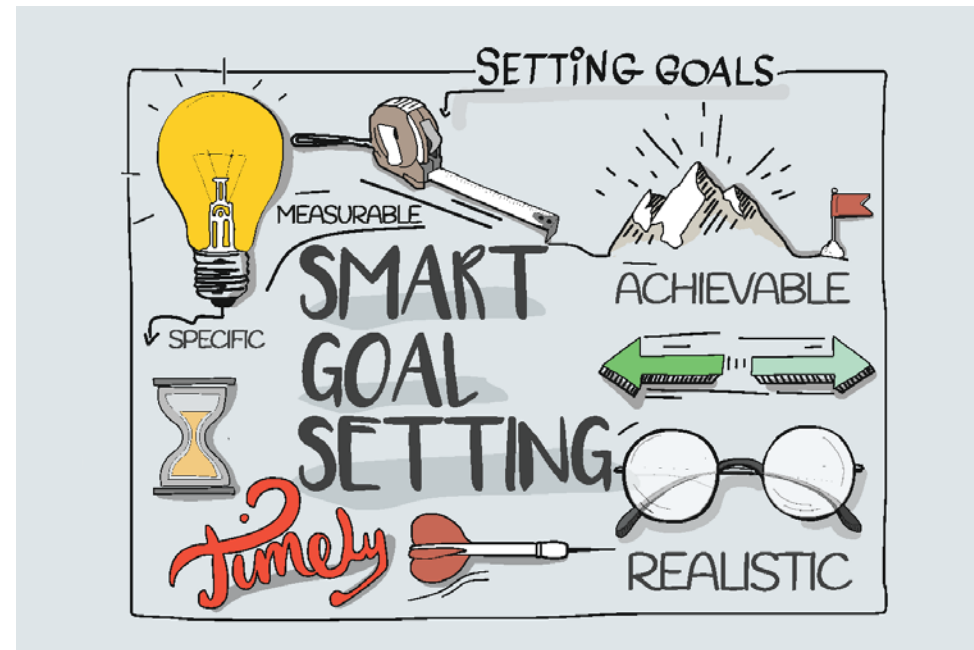 SETTING GOALS
MEASURABLE
SMART
GOAL
SETTING
ACHIEVABLE
SPECIFIC
Timely
REALISTIC